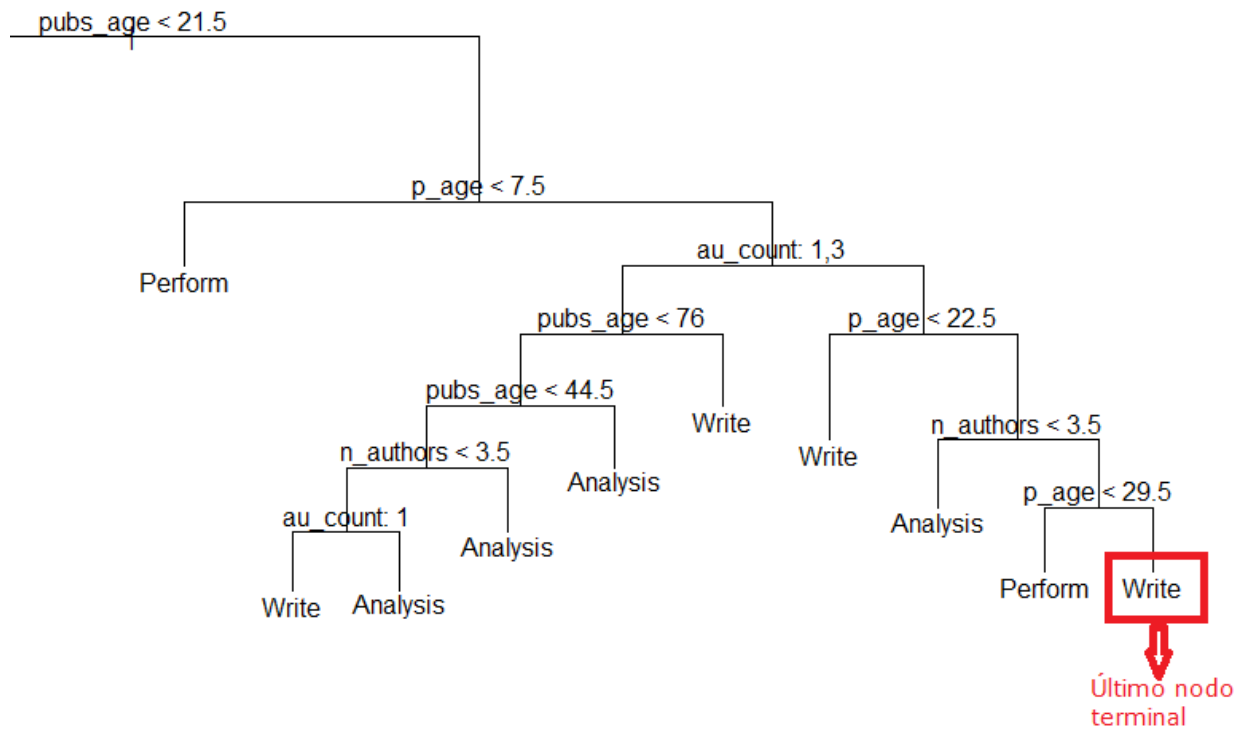 pubs_age < 21.5
p_age < 7.5
Perform
au_count: 1,3
pubs_age < 76
p_age < 22.5
pubs_age < 44.5
Write
n_authors < 3.5
Write
n_authors < 3.5
Analysis
p_age < 29.5
au_count: 1
Analysis
Analysis
Write
Analysis
Perform
Write
Último nodo
terminal